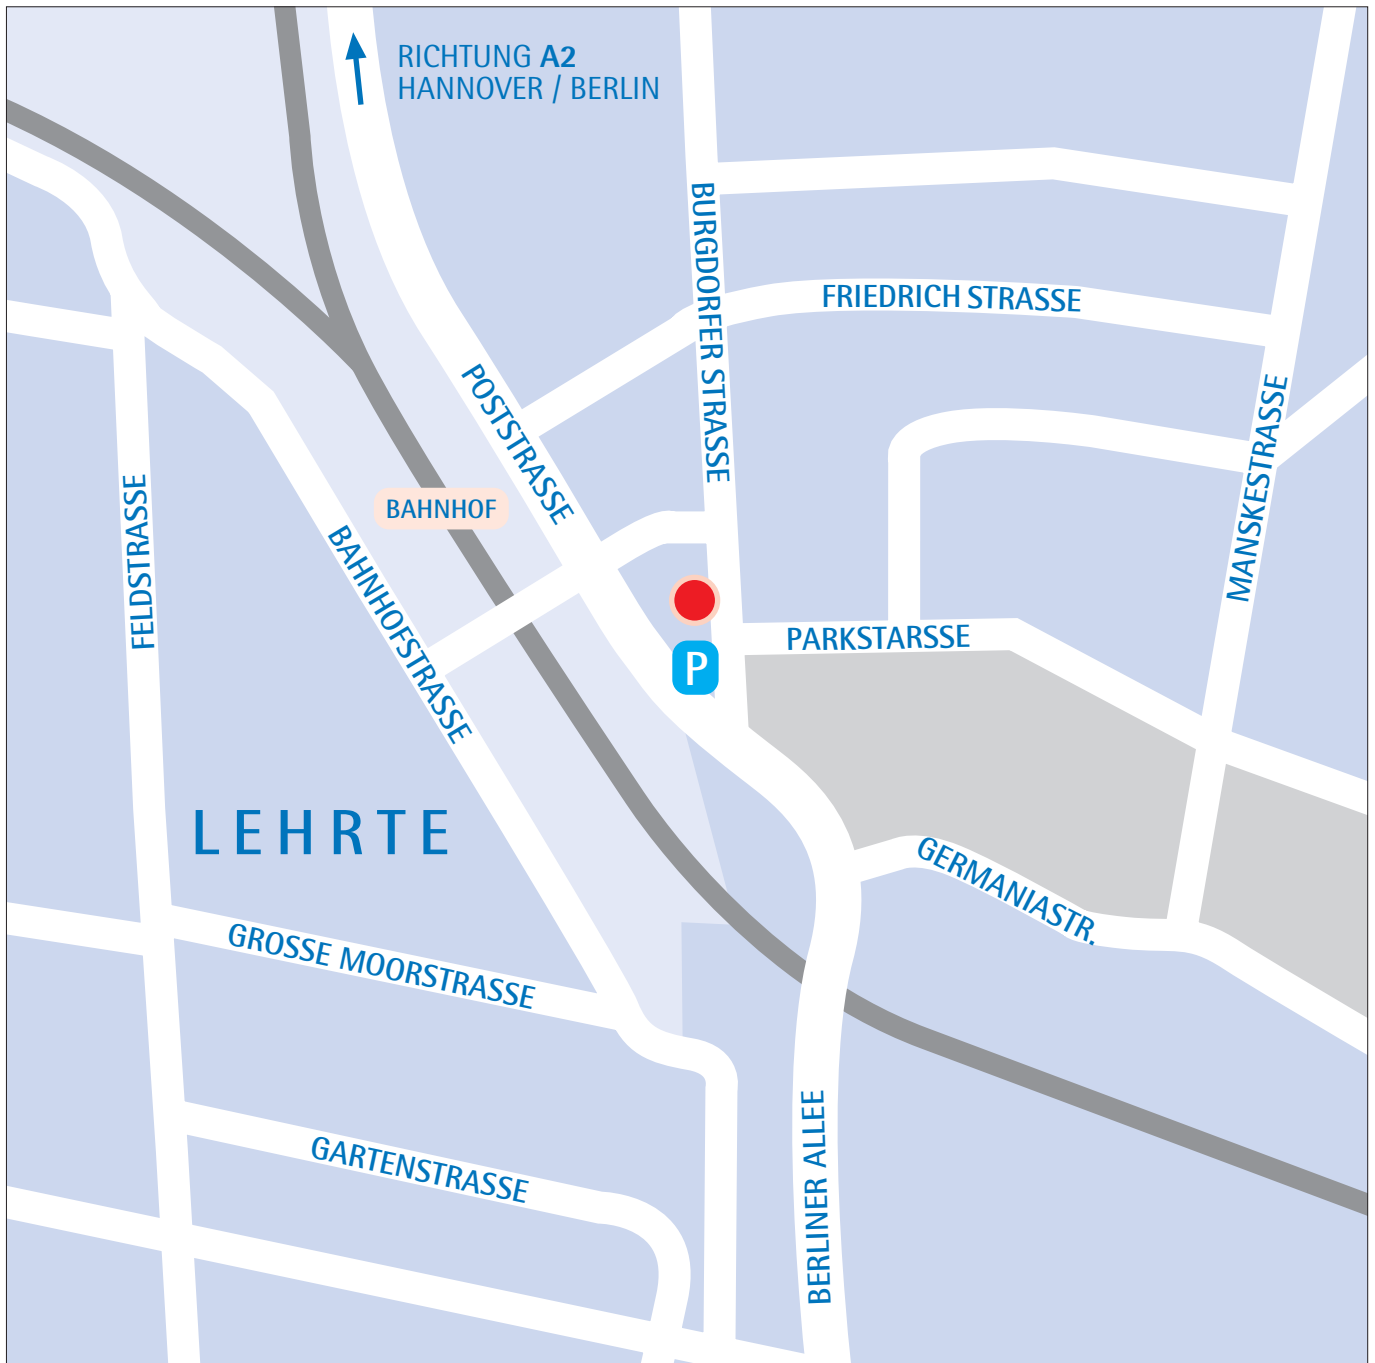 RICHTUNG A2
HANNOVER / BERLIN
BURGDORFER STRASSE
FRIEDRICH STRASSE
POSTSTRASSE
MANSKESTRASSE
BAHNHOF
FELDSTRASSE
BAHNHOFSTRASSE
PARKSTARSSE
P
LEHRTE
GERMANIASTR.
GROSSE MOORSTRASSE
GARTENSTRASSE
BERLINER ALLEE